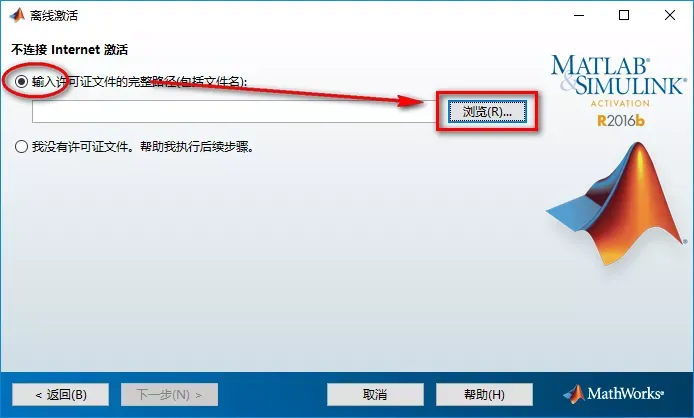 离线激活
不连接 Internet 激活
输入许可证文件的完整路径(包括文件名):
浏览(R)...
我没有许可证文件。帮助我执行后续步骤。
MATLAB
&SIMULINK®
ACTIVATION
R2016b
®
< 返回(B)
下一步(N) >
取消
帮助(H)
MathWorks®